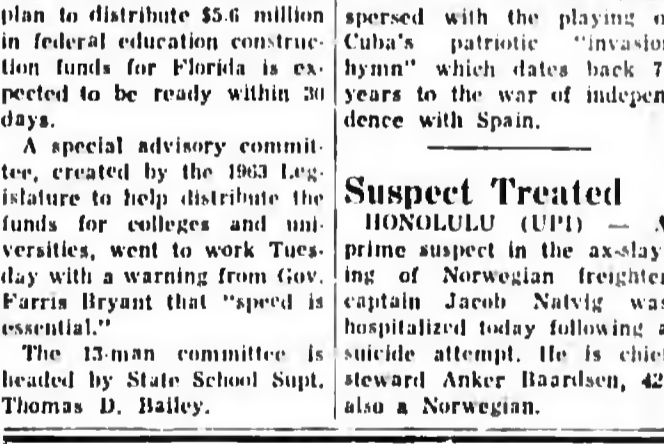 plan to distribute $5.6 million
in federal education construc-
tion funds for Florida is ex-
pected to be ready within 30
days.
A special advisory commit-
tee, created by the 1963 Leg-
islature to help distribute the
funds for colleges and uni-
versities, went to work Tues-
day with a warning from Gov.
Farris Bryant that "speed is
essential."
The 13-man committee is
headed by State School Supt.
Thomas D. Bailey.
spersed with the playing o
Cuba's patriotic "invasion
hymn" which dates back 7
years to the war of indepen
dence with Spain.
Suspect Treated
HONOLULU (UPI) — A
prime suspect in the ax-slay
ing of Norwegian freighter
captain Jacob Natvig was
hospitalized today following a
suicide attempt. He is chief
steward Anker Baardsen, 42
also a Norwegian.